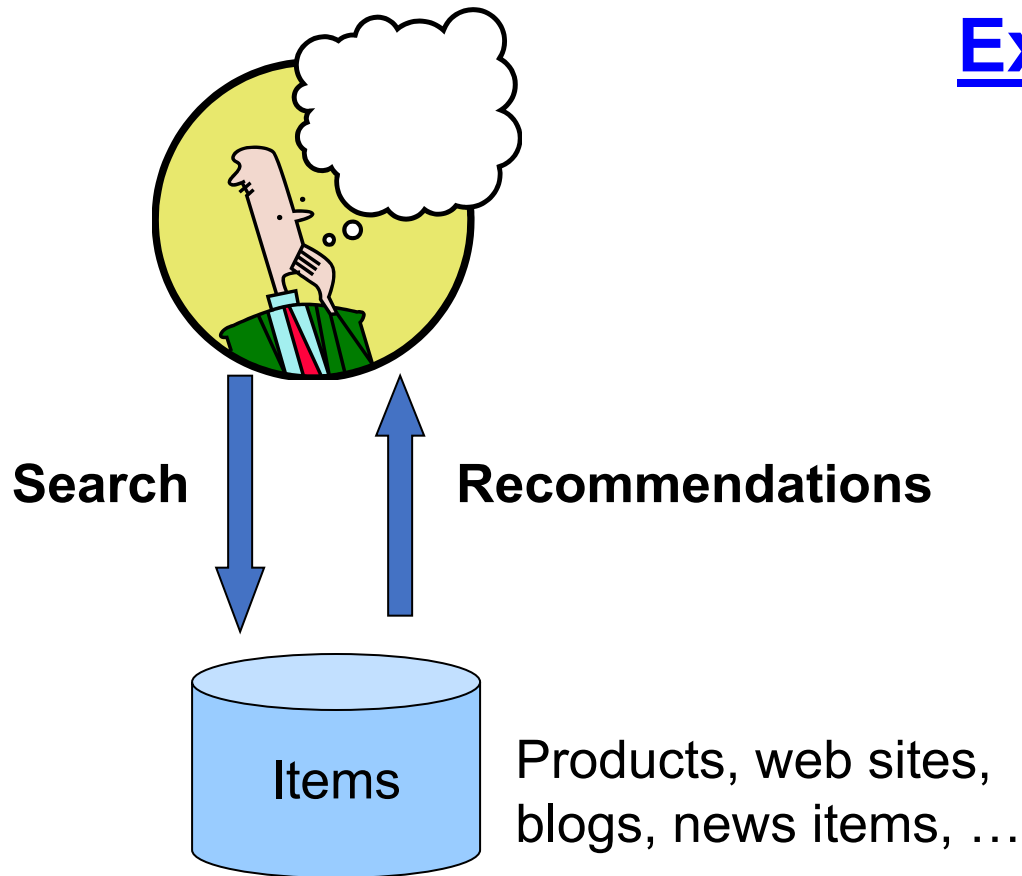 Search
Recommendations
Items
Products, web sites,
blogs, news items, …